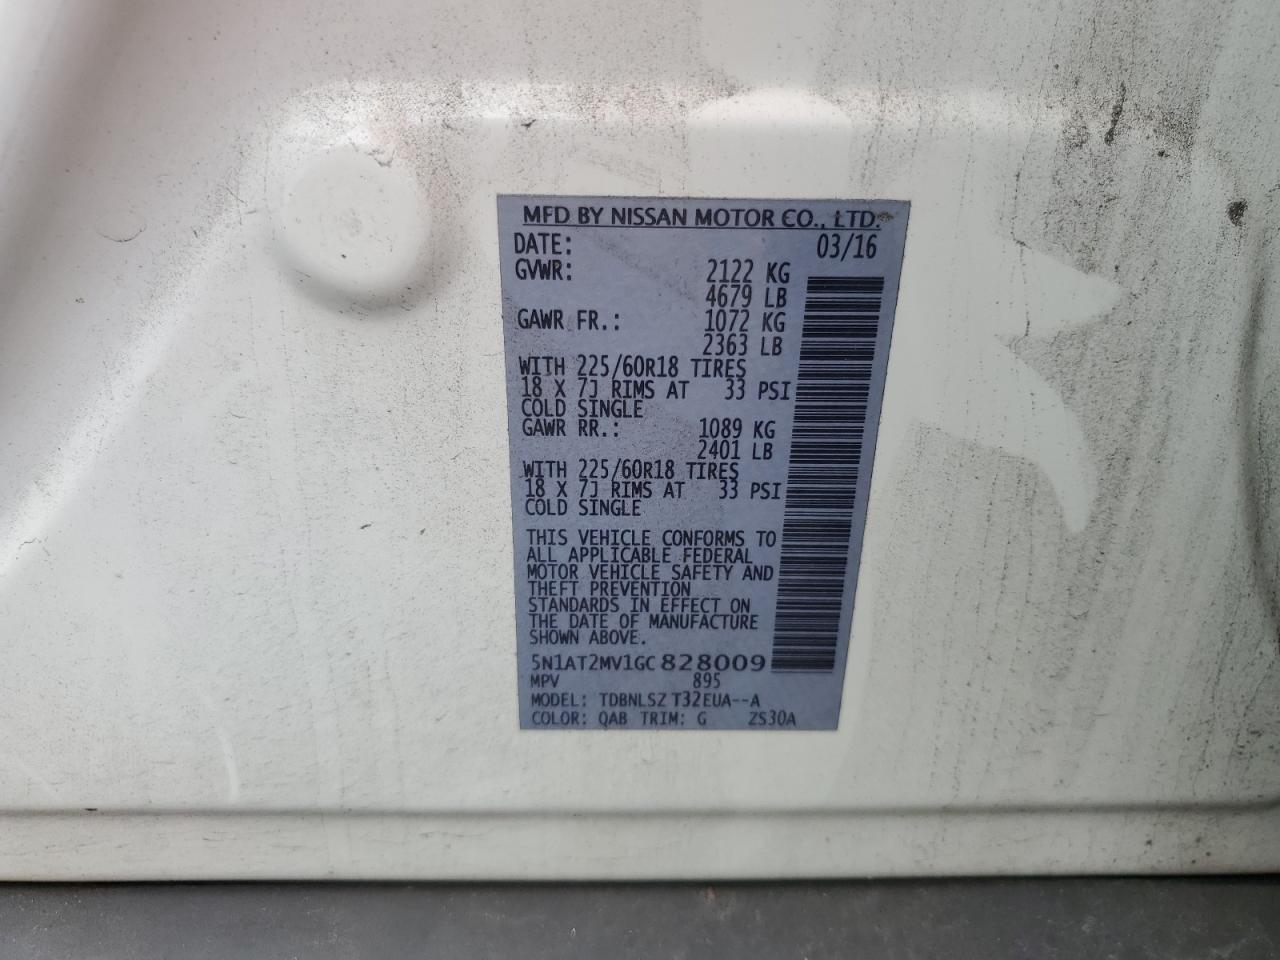 MFD BY NISSAN MOTOR CO., LTD.
DATE: 03/16
GVWR: 2122 KG
4679 LB
GAWR FR.: 1072 KG
2363 LB
WITH 225/60R18 TIRES
18 X 7J RIMS AT 33 PSI
COLD SINGLE
GAWR RR.: 1089 KG
2401 LB
WITH 225/60R18 TIRES
18 X 7J RIMS AT 33 PSI
COLD SINGLE
THIS VEHICLE CONFORMS TO
ALL APPLICABLE FEDERAL
MOTOR VEHICLE SAFETY AND
THEFT PREVENTION
STANDARDS IN EFFECT ON
THE DATE OF MANUFACTURE
SHOWN ABOVE.
5N1AT2MV1GC828009
MPV 895
MODEL: TDBNLSZ T32EUA--A
COLOR: QAB TRIM: G ZS30A